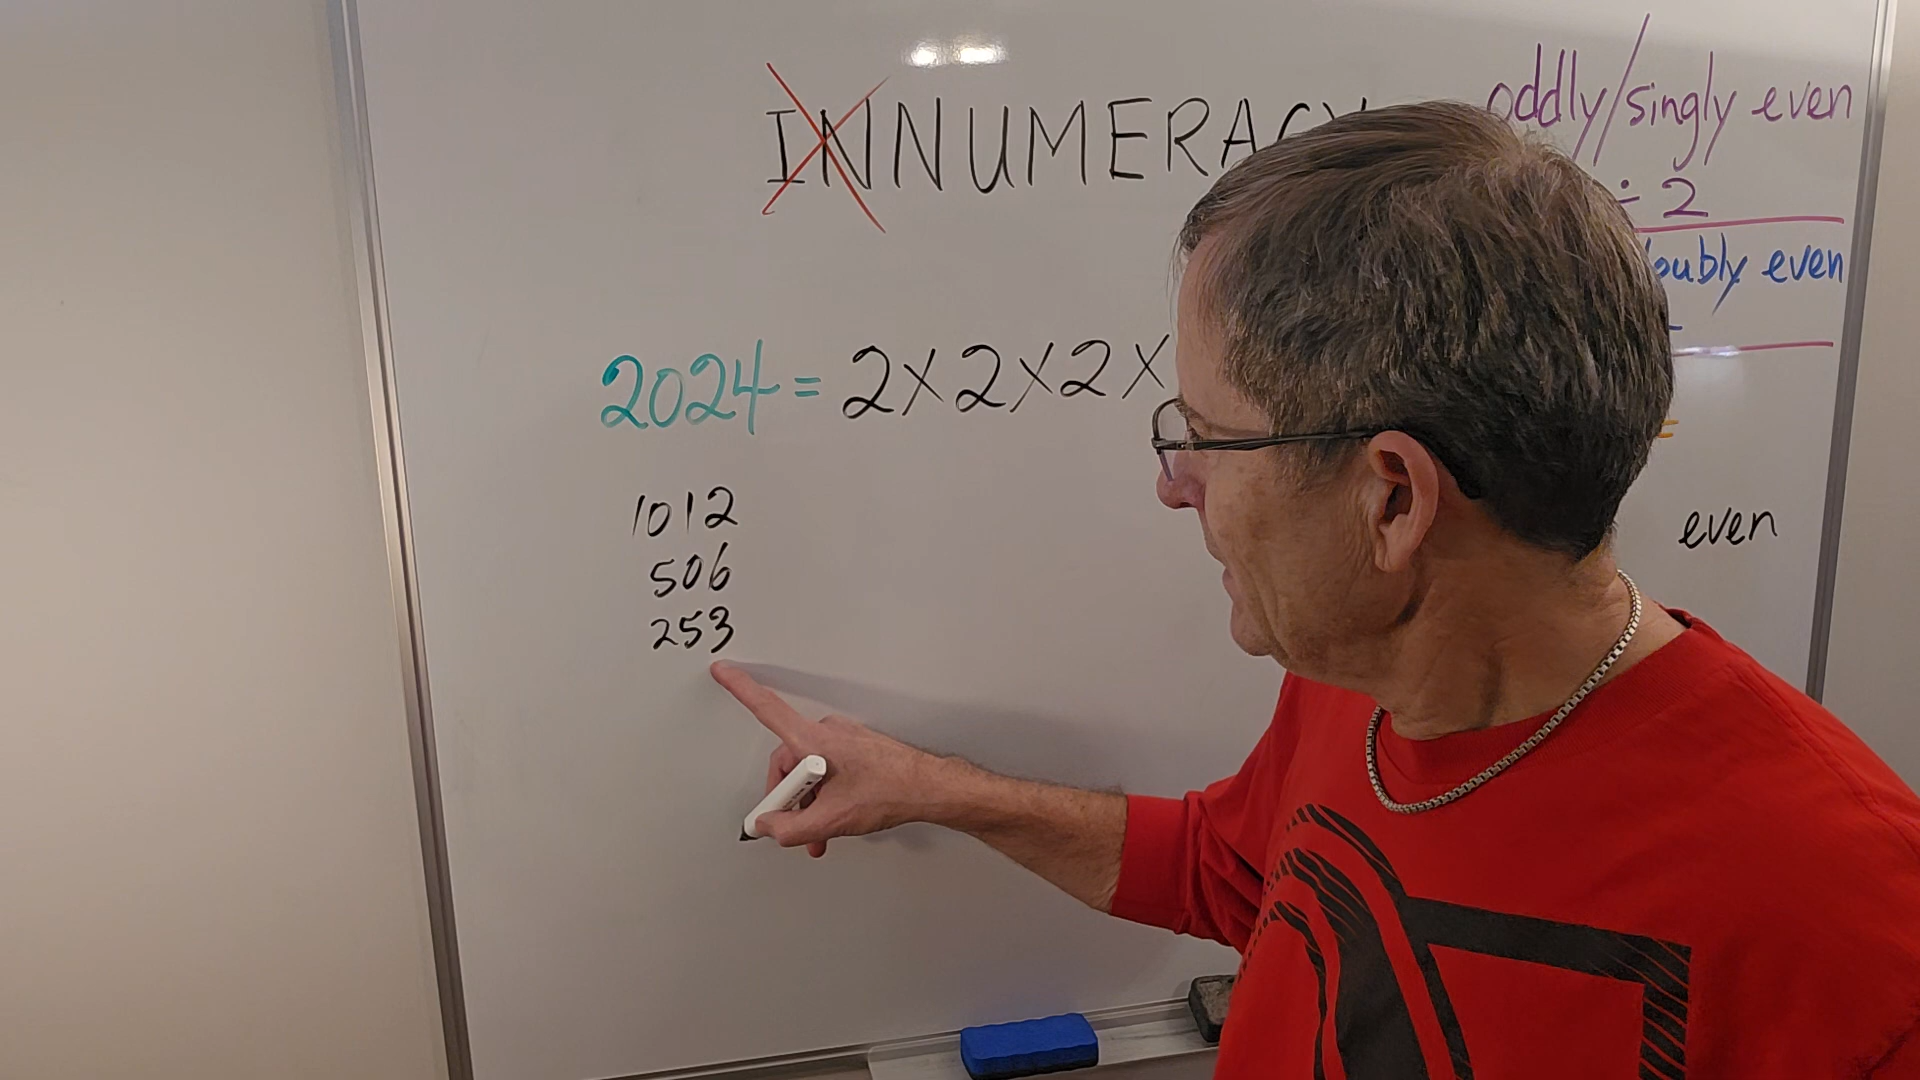 INNUMERACY
oddly/singly even
÷ 2
doubly even
2024 = 2 × 2 × 2 ×
=
1012
506
253
even